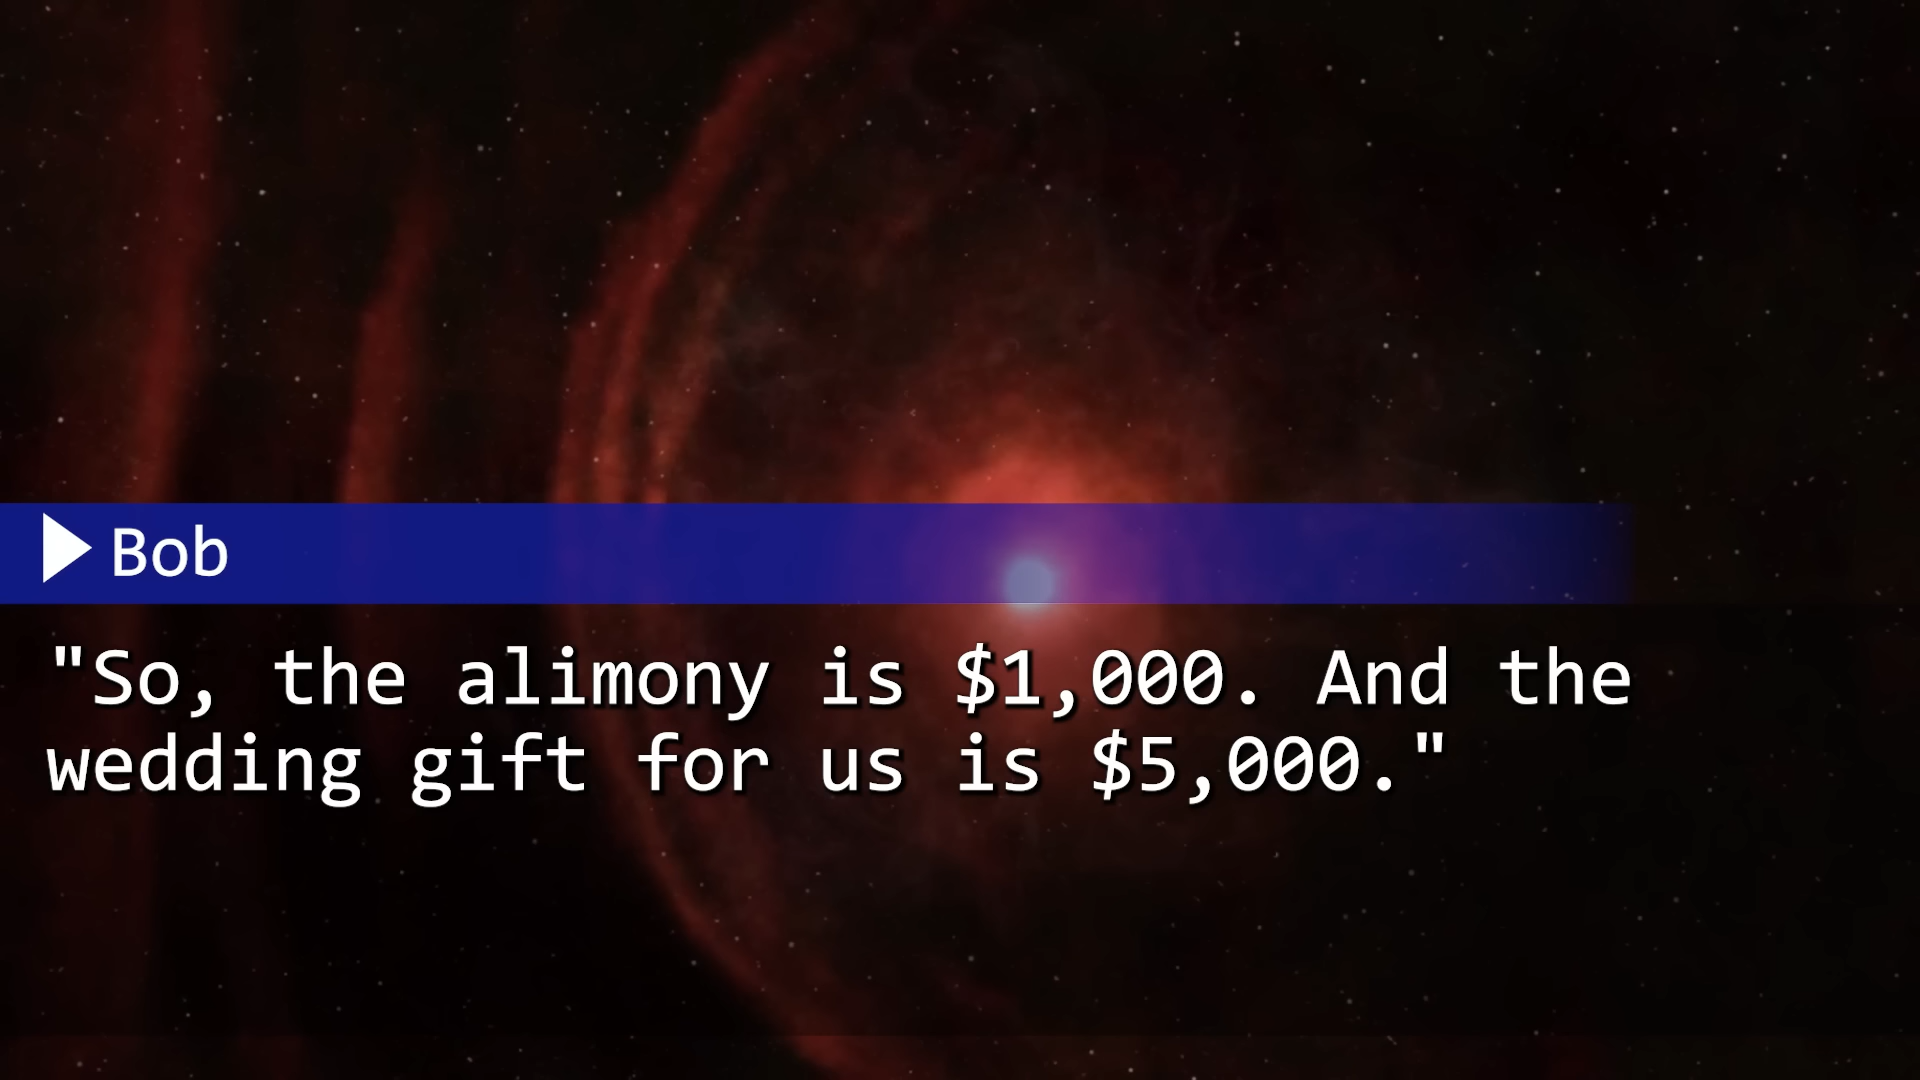 Bob
"So, the alimony is $1,000. And the
wedding gift for us is $5,000."